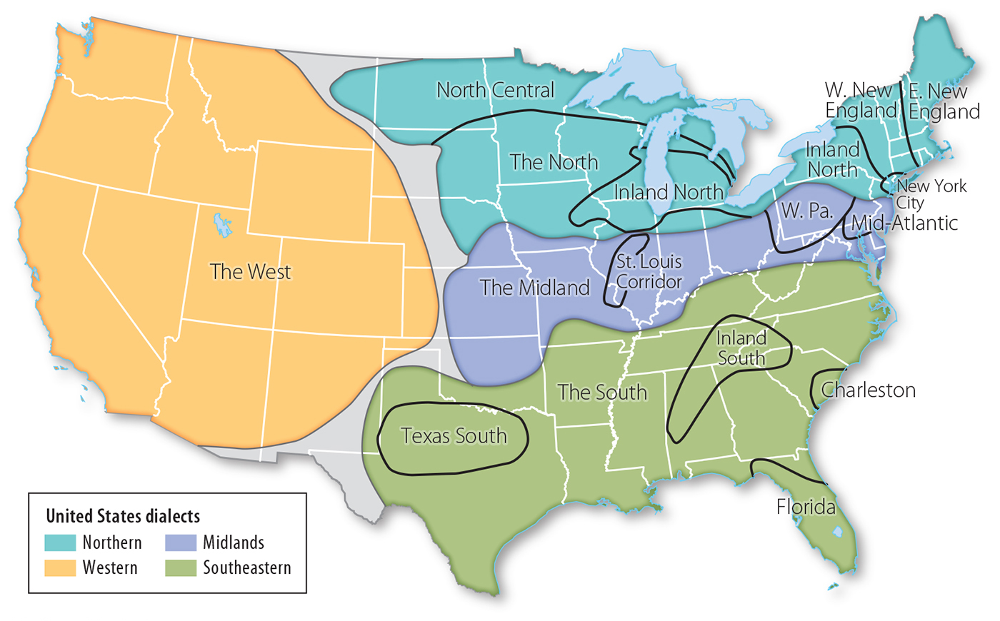 North Central
W. New
England
E. New
England
The North
Inland
North
Inland North
New York
City
W. Pa.
Mid-Atlantic
The West
St. Louis
Corridor
The Midland
Inland
South
The South
Charleston
Texas South
Florida
United States dialects
Northern
Midlands
Western
Southeastern